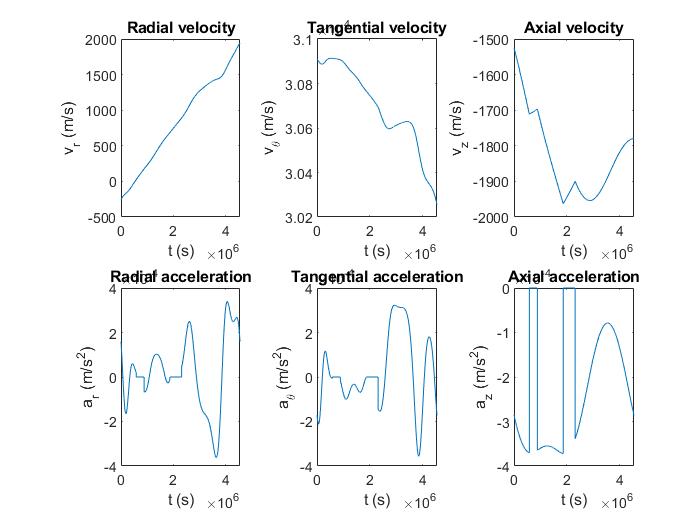 Radial velocity
2000
1500
1000
500
0
-500
v_r (m/s)
0 2 4
t (s) ×10^6
Tangential velocity
3.1
3.08
3.06
3.04
3.02
v_θ (m/s)
0 2 4
t (s) ×10^6
Axial velocity
-1500
-1600
-1700
-1800
-1900
-2000
v_z (m/s)
0 2 4
t (s) ×10^6
Radial acceleration
4
2
0
-2
-4
a_r (m/s^2)
0 2 4
t (s) ×10^6
Tangential acceleration
4
2
0
-2
-4
a_θ (m/s^2)
0 2 4
t (s) ×10^6
Axial acceleration
0
-1
-2
-3
-4
a_z (m/s^2)
0 2 4
t (s) ×10^6